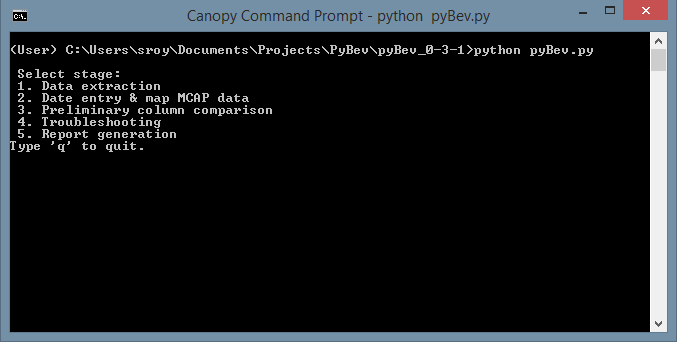 Canopy Command Prompt - python  pyBev.py
(User) C:\Users\sroy\Documents\Projects\PyBev\pyBev_0-3-1>python pyBev.py
Select stage:
1. Data extraction
2. Date entry & map MCAP data
3. Preliminary column comparison
4. Troubleshooting
5. Report generation
Type 'q' to quit.